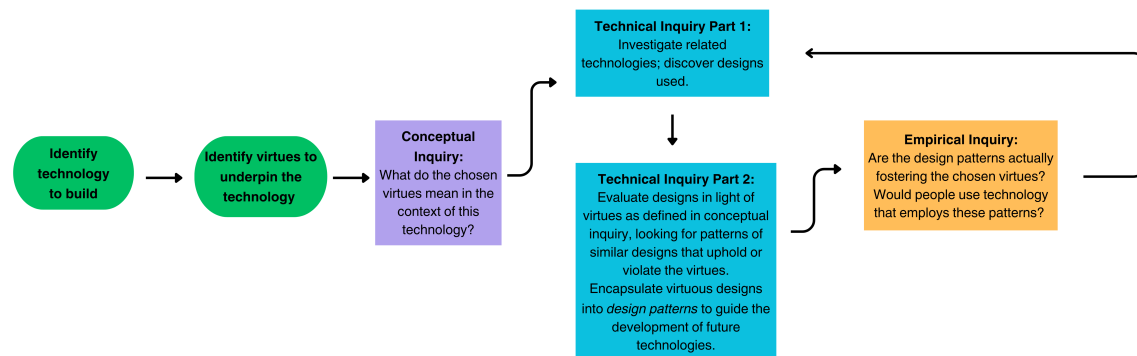 Identify
technology
to build
Identify virtues to
underpin the
technology
Conceptual
Inquiry:
What do the chosen
virtues mean in the
context of this
technology?
Technical Inquiry Part 1:
Investigate related
technologies; discover designs
used.
Technical Inquiry Part 2:
Evaluate designs in light of
virtues as defined in conceptual
inquiry, looking for patterns of
similar designs that uphold or
violate the virtues.
Encapsulate virtuous designs
into design patterns to guide the
development of future
technologies.
Empirical Inquiry:
Are the design patterns actually
fostering the chosen virtues?
Would people use technology
that employs these patterns?